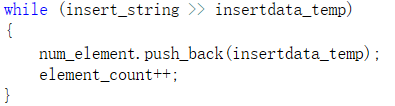 while (insert_string >> insertdata_temp)
{
    num_element.push_back(insertdata_temp);
    element_count++;
}